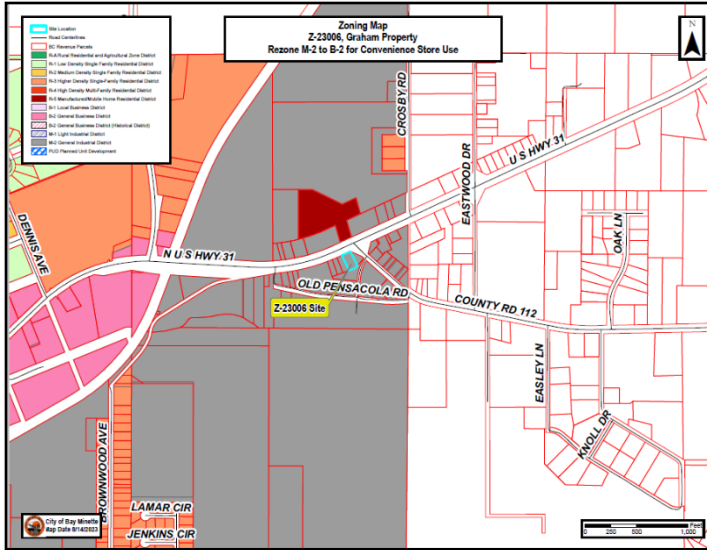 Zoning Map
Z-23006, Graham Property
Rezone M-2 to B-2 for Convenience Store Use
N
Site Location
Road Centerlines
BC Revenue Parcels
R-A Rural Residential and Agricultural Zone District
R-1 Low Density Single Family Residential District
R-2 Medium Density Single Family Residential District
R-3 Higher Density Single-Family Residential District
R-4 High Density Multi-Family Residential District
R-5 Manufactured/Mobile Home Residential District
B-1 Local Business District
B-2 General Business District
B-2 General Business District (Historical District)
M-1 Light Industrial District
M-2 General Industrial District
PUD Planned Unit Development
CROSBY RD
U S HWY 31
EASTWOOD DR
DENNIS AVE
N U S HWY 31
OAK LN
OLD PENSACOLA RD
Z-23006 Site
COUNTY RD 112
EASLEY LN
KNOLL DR
BROWNWOOD AVE
LAMAR CIR
JENKINS CIR
City of Bay Minette
Map Date 8/14/2023
Feet
0 250 500 1,000